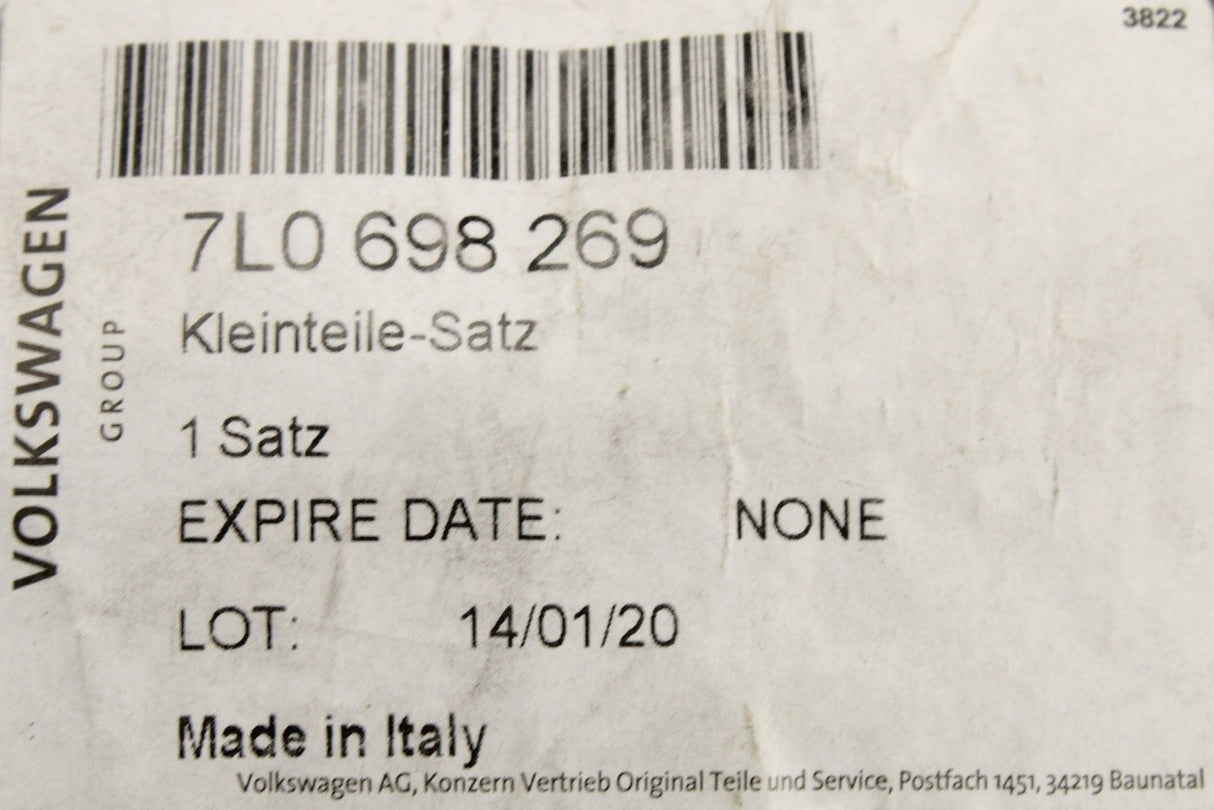 3822
VOLKSWAGEN
GROUP
7L0 698 269
Kleinteile-Satz
1 Satz
EXPIRE DATE: NONE
LOT: 14/01/20
Made in Italy
Volkswagen AG, Konzern Vertrieb Original Teile und Service, Postfach 1451, 34219 Baunatal